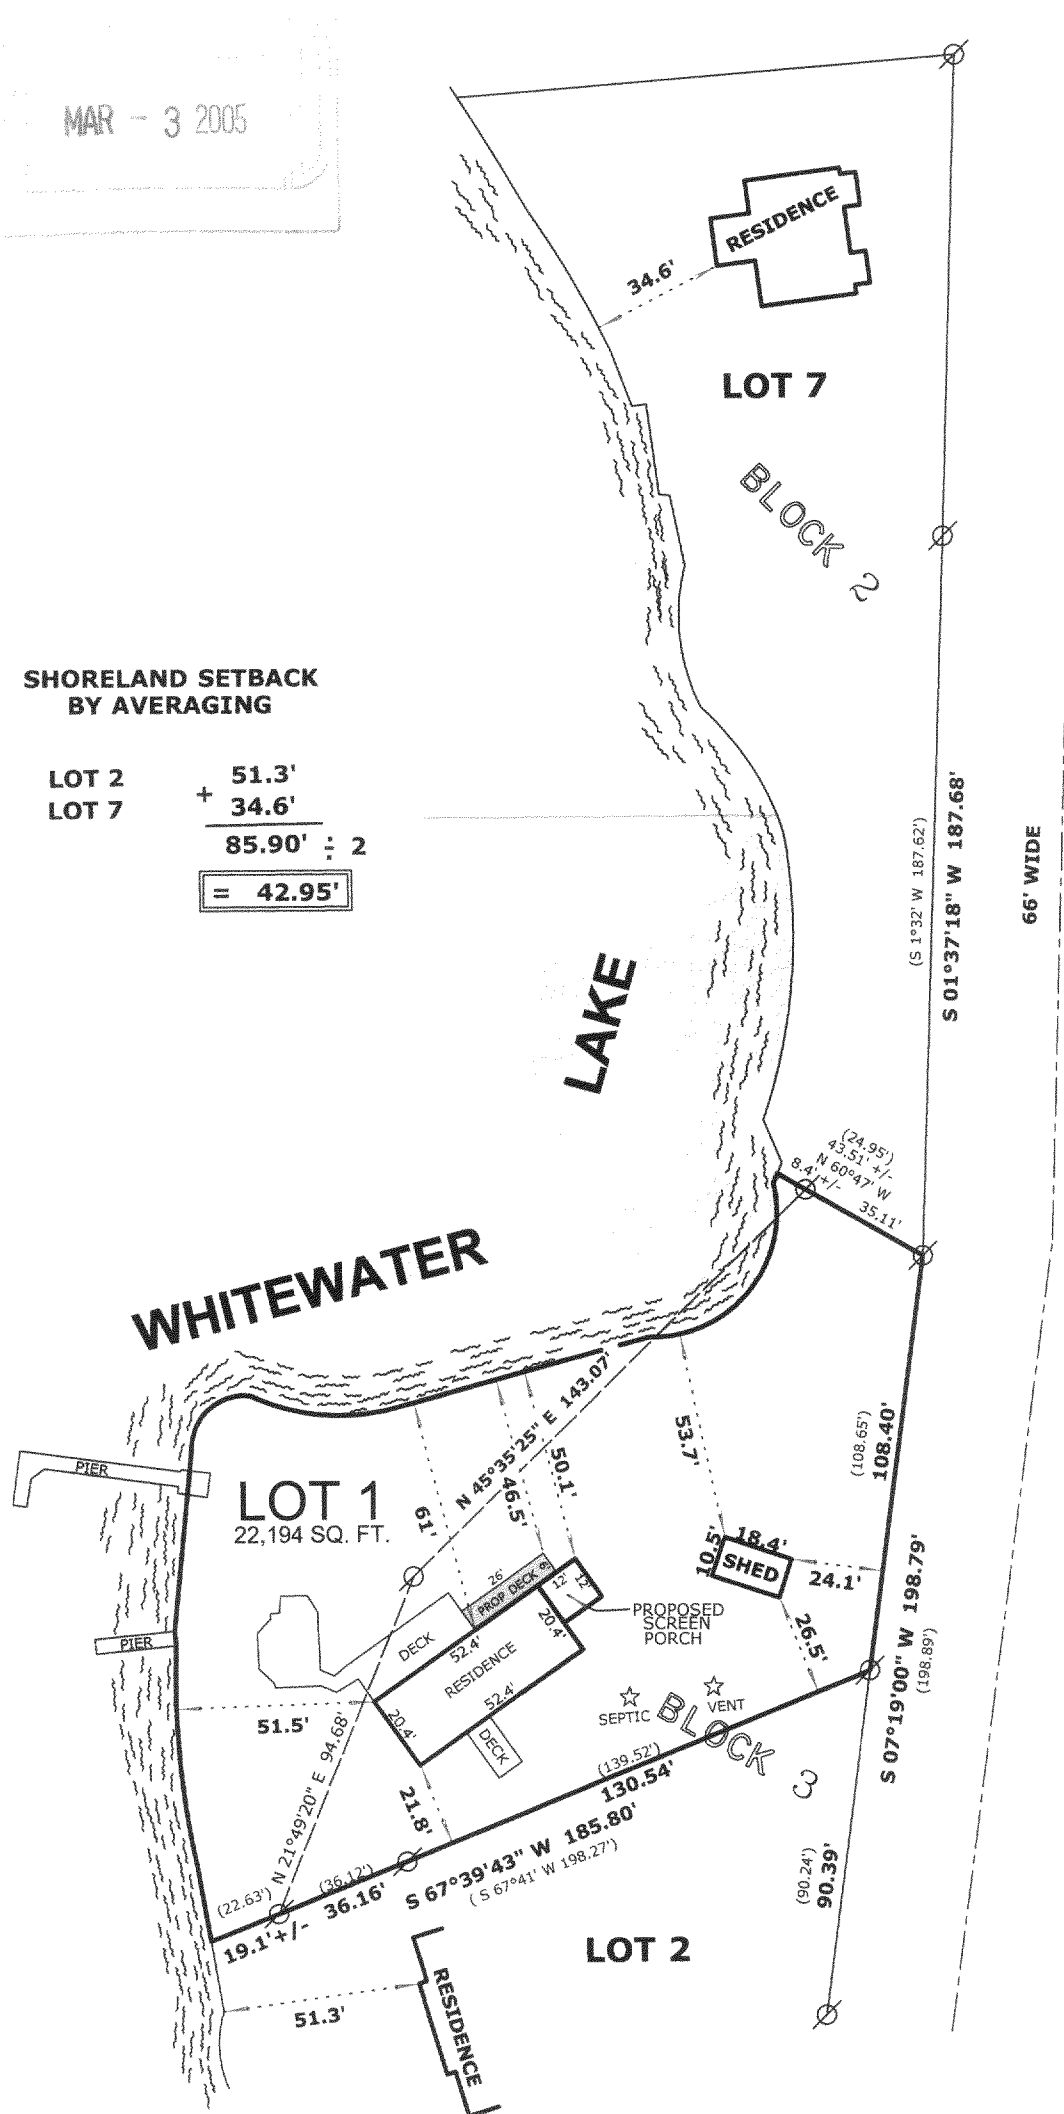 MAR - 3 2005
RESIDENCE
34.6'
LOT 7
BLOCK 2
SHORELAND SETBACK
BY AVERAGING
LOT 2 51.3'
LOT 7 + 34.6'
85.90' ÷ 2
= 42.95'
(S 1°32' W 187.62')
S 01°37'18" W 187.68'
66' WIDE
LAKE
WHITEWATER
(24.95')
43.51' +/-
N 60°47' W
8.4' +/-
35.11'
N 45°35'25" E 143.07'
53.7'
(108.65')
108.40'
PIER
LOT 1
22,194 SQ. FT.
61'
46.5'
50.1'
10.5'
18.4'
SHED
24.1'
26.5'
26'
PROP DECK 6'
12'
12'
PROPOSED
SCREEN
PORCH
20.4'
DECK
52.4'
RESIDENCE
52.4'
20.4'
DECK
PIER
51.5'
SEPTIC
VENT
BLOCK 3
S 07°19'00" W 198.79'
(198.89')
N 21°49'20" E 94.68'
21.8'
(139.52')
130.54'
S 67°39'43" W 185.80'
( S 67°41' W 198.27')
(22.63')
19.1'+/-
(36.12')
36.16'
(90.24')
90.39'
LOT 2
51.3'
RESIDENCE